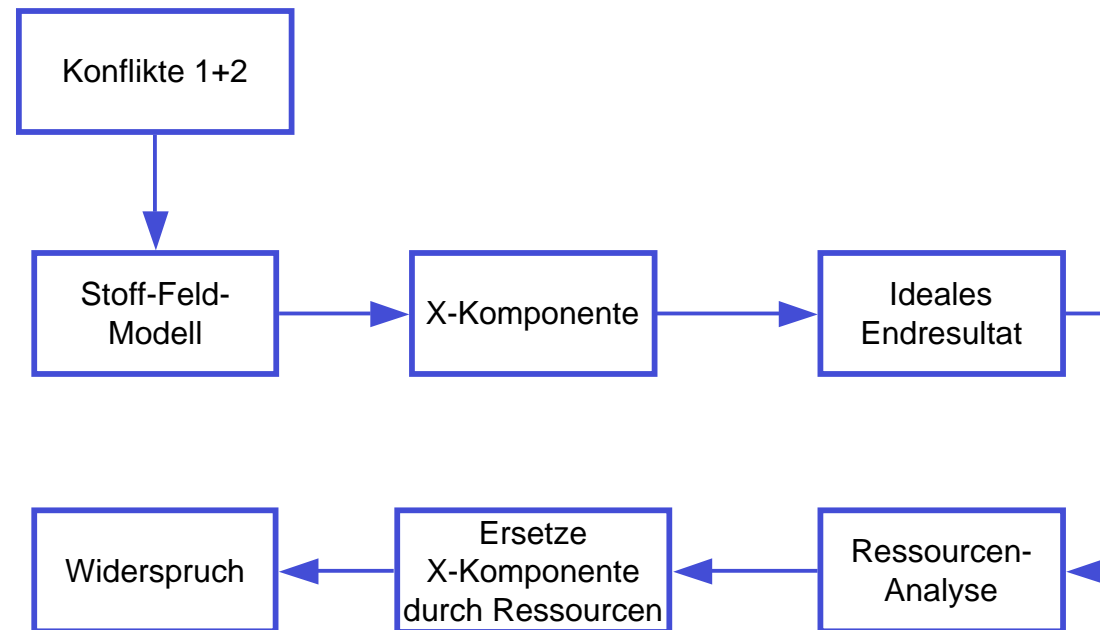 Konflikte 1+2
Stoff-Feld-
Modell
X-Komponente
Ideales
Endresultat
Ressourcen-
Analyse
Ersetze
X-Komponente
durch Ressourcen
Widerspruch